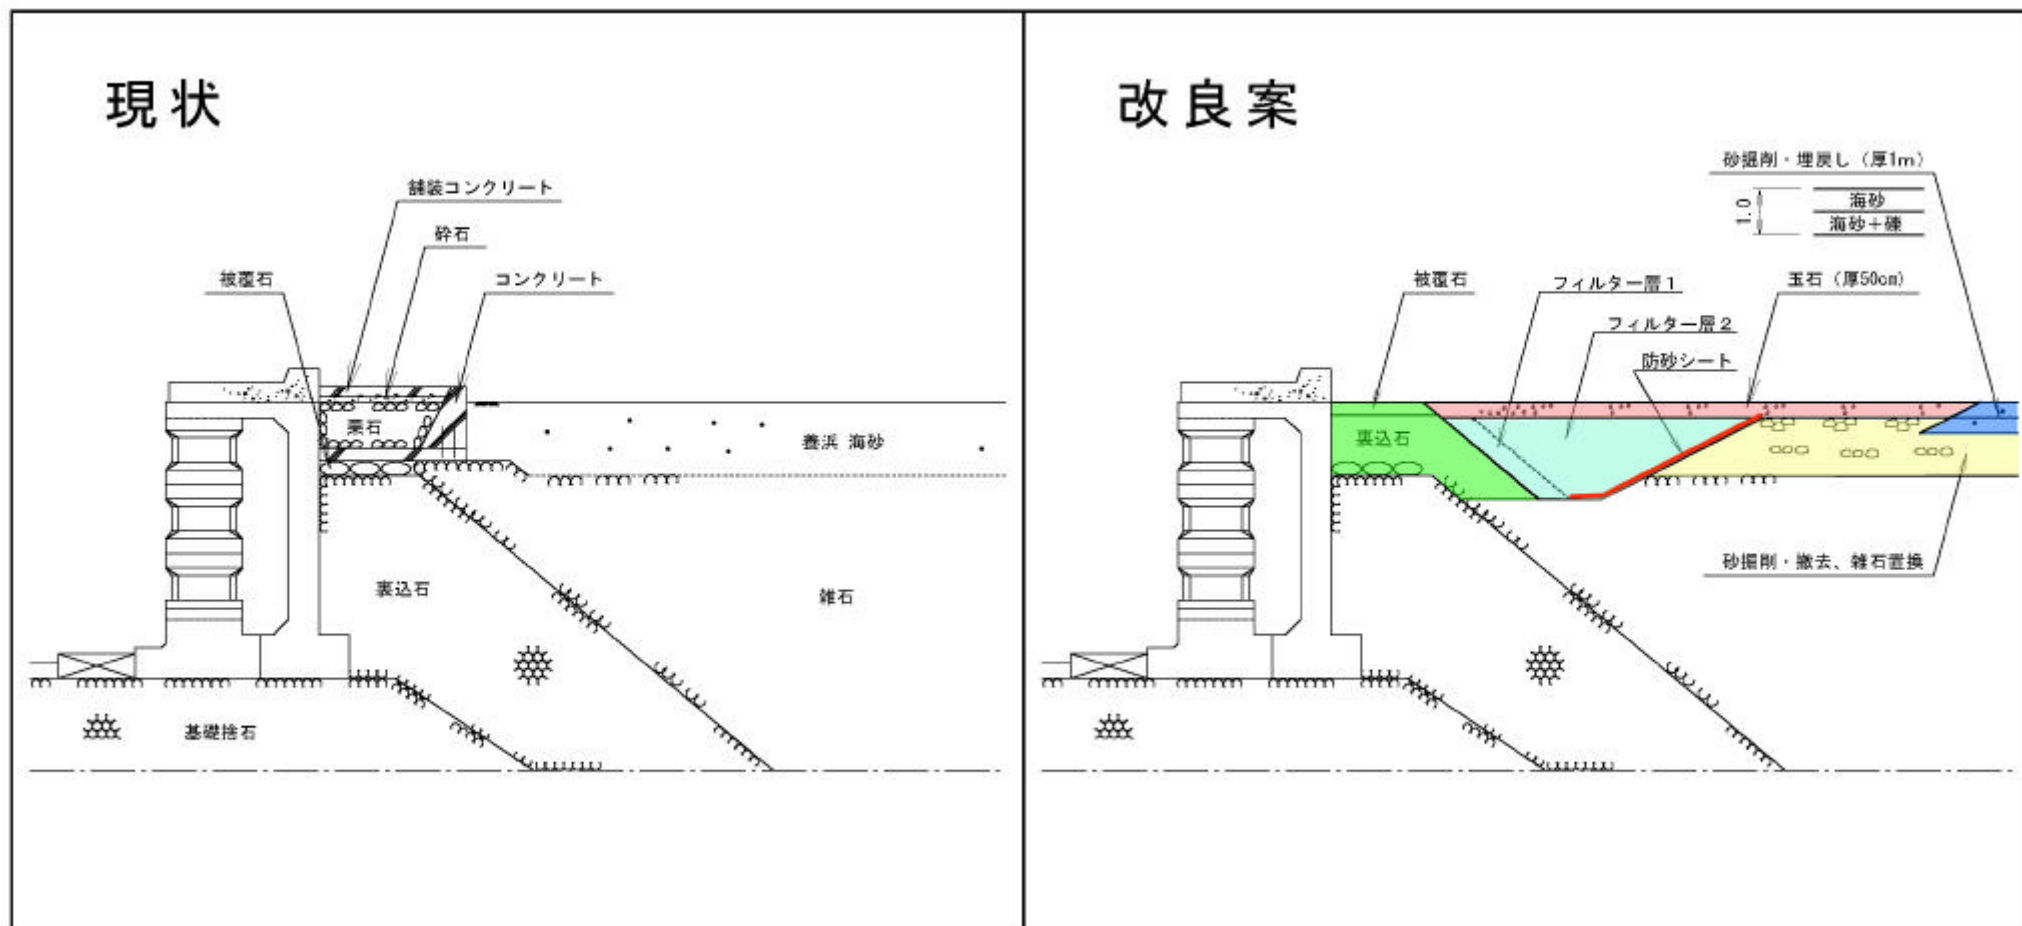 現状
舗装コンクリート
砕石
被覆石
コンクリート
栗石
養浜 海砂
裏込石
雑石
基礎捨石
改良案
砂掘削・埋戻し（厚1m）
海砂
1.0
海砂＋礫
被覆石
フィルター層１
玉石（厚50cm）
フィルター層２
防砂シート
裏込石
砂掘削・撤去、雑石置換